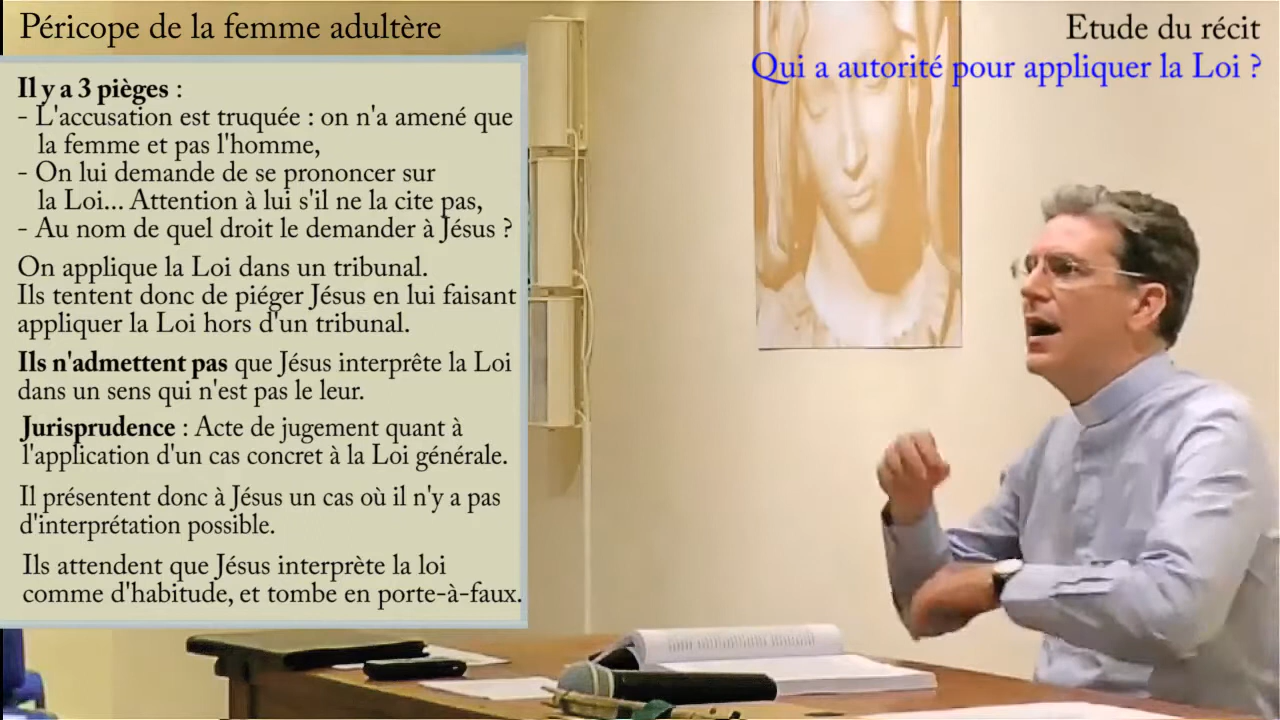 Péricope de la femme adultère
Etude du récit
Qui a autorité pour appliquer la Loi ?
Il y a 3 pièges :
- L'accusation est truquée : on n'a amené que
la femme et pas l'homme,
- On lui demande de se prononcer sur
la Loi... Attention à lui s'il ne la cite pas,
- Au nom de quel droit le demander à Jésus ?
On applique la Loi dans un tribunal.
Ils tentent donc de piéger Jésus en lui faisant
appliquer la Loi hors d'un tribunal.
Ils n'admettent pas que Jésus interprête la Loi
dans un sens qui n'est pas le leur.
Jurisprudence : Acte de jugement quant à
l'application d'un cas concret à la Loi générale.
Il présentent donc à Jésus un cas où il n'y a pas
d'interprétation possible.
Ils attendent que Jésus interprète la loi
comme d'habitude, et tombe en porte-à-faux.